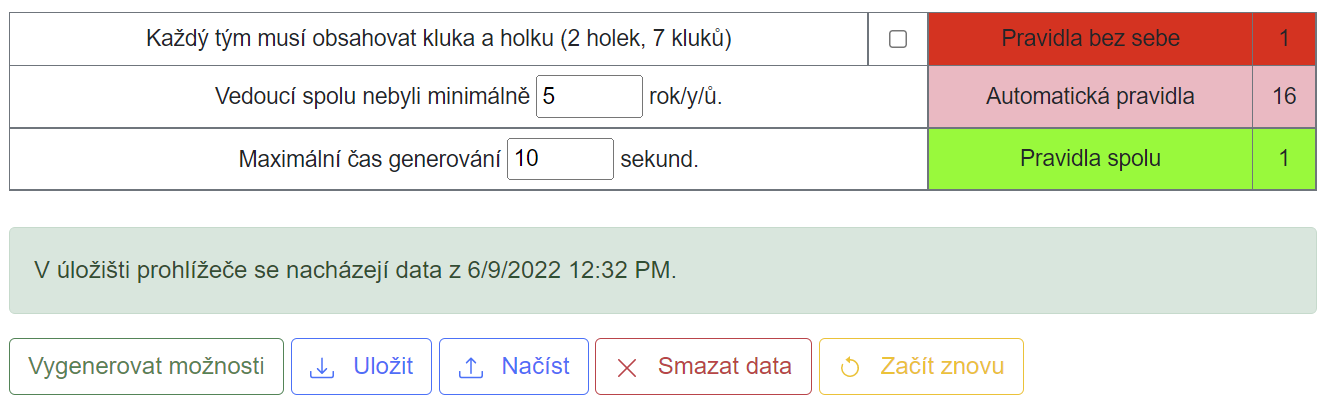 Každý tým musí obsahovat kluka a holku (2 holek, 7 kluků) Pravidla bez sebe 1
Vedoucí spolu nebyli minimálně 5 rok/y/ů. Automatická pravidla 16
Maximální čas generování 10 sekund. Pravidla spolu 1
V úložišti prohlížeče se nacházejí data z 6/9/2022 12:32 PM.
Vygenerovat možnosti Uložit Načíst Smazat data Začít znovu